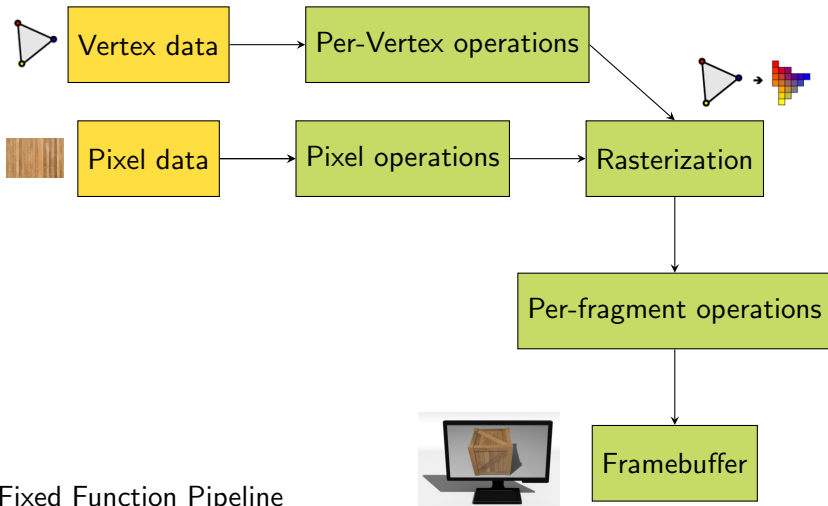 Vertex data
Per-Vertex operations
Pixel data
Pixel operations
Rasterization
Per-fragment operations
Framebuffer
Fixed Function Pipeline